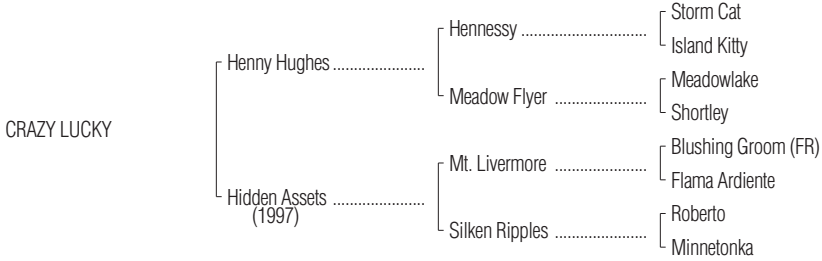 Storm Cat
Hennessy ..............................
Island Kitty
Henny Hughes ......................
Meadowlake
Meadow Flyer ......................
Shortley
CRAZY LUCKY
Blushing Groom (FR)
Mt. Livermore ......................
Flama Ardiente
Hidden Assets ......................
(1997)
Roberto
Silken Ripples ......................
Minnetonka